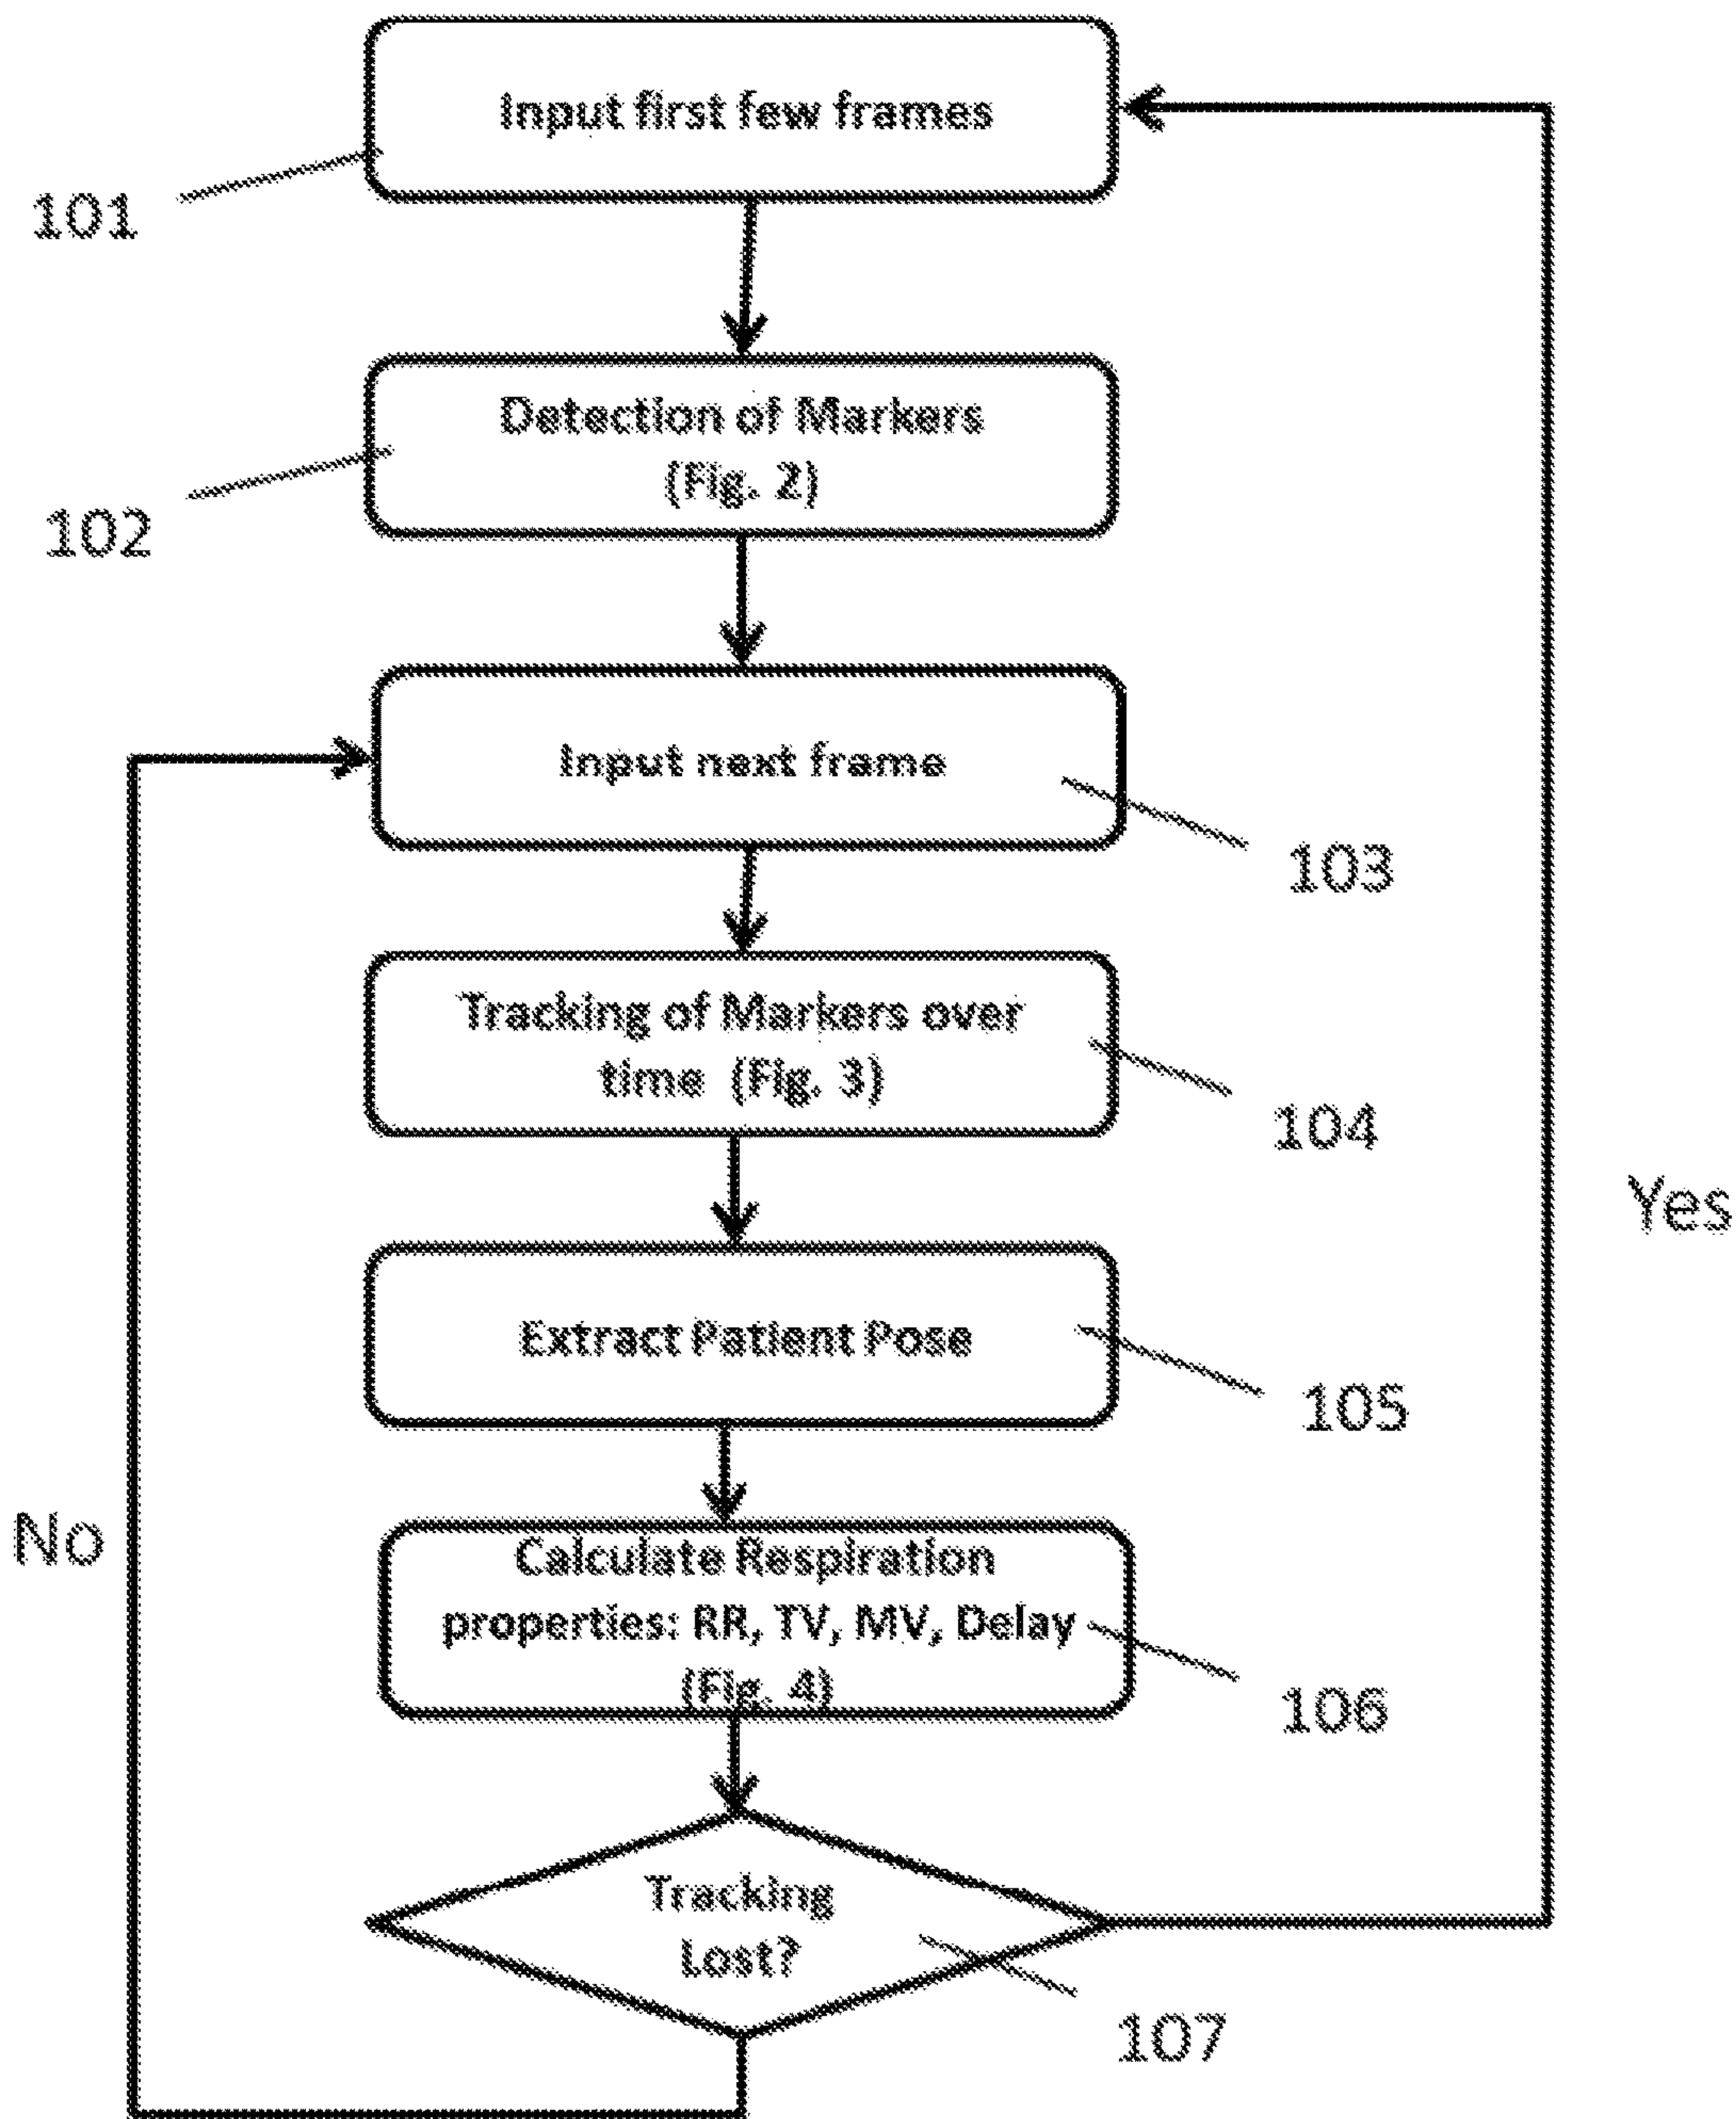 Input first few frames
101
Detection of Markers
(Fig. 2)
102
Input next frame
103
Tracking of Markers over
time (Fig. 3)
104
Yes
Extract Patient Pose
105
No
Calculate Respiration
properties: RR, TV, MV, Delay
(Fig. 4)
106
Tracking
Lost?
107